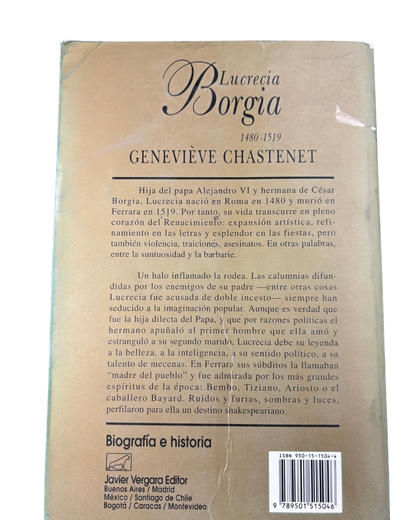 Lucrecia
Borgia
1480-1519
GENEVIÈVE CHASTENET
Hija del papa Alejandro VI y hermana de César
Borgia, Lucrecia nació en Roma en 1480 y murió en
Ferrara en 1519. Por tanto, su vida transcurre en pleno
corazón del Renacimiento: expansión artística, refi-
namiento en las letras y esplendor en las fiestas, pero
también violencia, traiciones, asesinatos. En otras palabras,
entre la suntuosidad y la barbarie.
Un halo inflamado la rodea. Las calumnias difun-
didas por los enemigos de su padre —entre otras cosas
Lucrecia fue acusada de doble incesto— siempre han
seducido a la imaginación popular. Aunque es verdad que
fue la hija dilecta del Papa, y que por razones políticas el
hermano apuñaló al primer hombre que ella amó y
estranguló a su segundo marido, Lucrecia debe su leyenda
a la belleza, a la inteligencia, a su sentido político, a su
talento de mecenas. En Ferrara sus súbditos la llamaban
"madre del pueblo" y fue admirada por los más grandes
espíritus de la época: Bembo, Tiziano, Ariosto o el
caballero Bayard. Ruidos y furias, sombras y luces,
perfilaron para ella un destino shakespeariano.
Biografía e historia
Javier Vergara Editor
Buenos Aires / Madrid
México / Santiago de Chile
Bogotá / Caracas / Montevideo
ISBN 950-15-1504-4
9 789501 515046